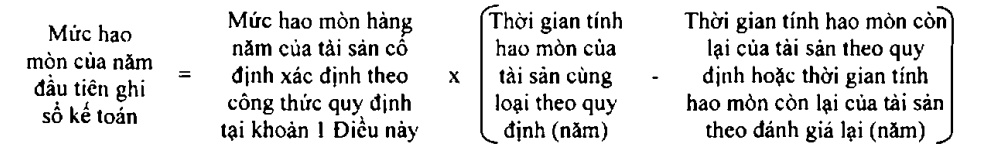 Mức hao
mòn của năm
đầu tiên ghi
sổ kế toán
=
Mức hao mòn hàng
năm của tài sản cố
định xác định theo
công thức quy định
tại khoản 1 Điều này
x
Thời gian tính
hao mòn của
tài sản cùng
loại theo quy
định (năm)
-
Thời gian tính hao mòn còn
lại của tài sản theo quy
định hoặc thời gian tính
hao mòn còn lại của tài sản
theo đánh giá lại (năm)